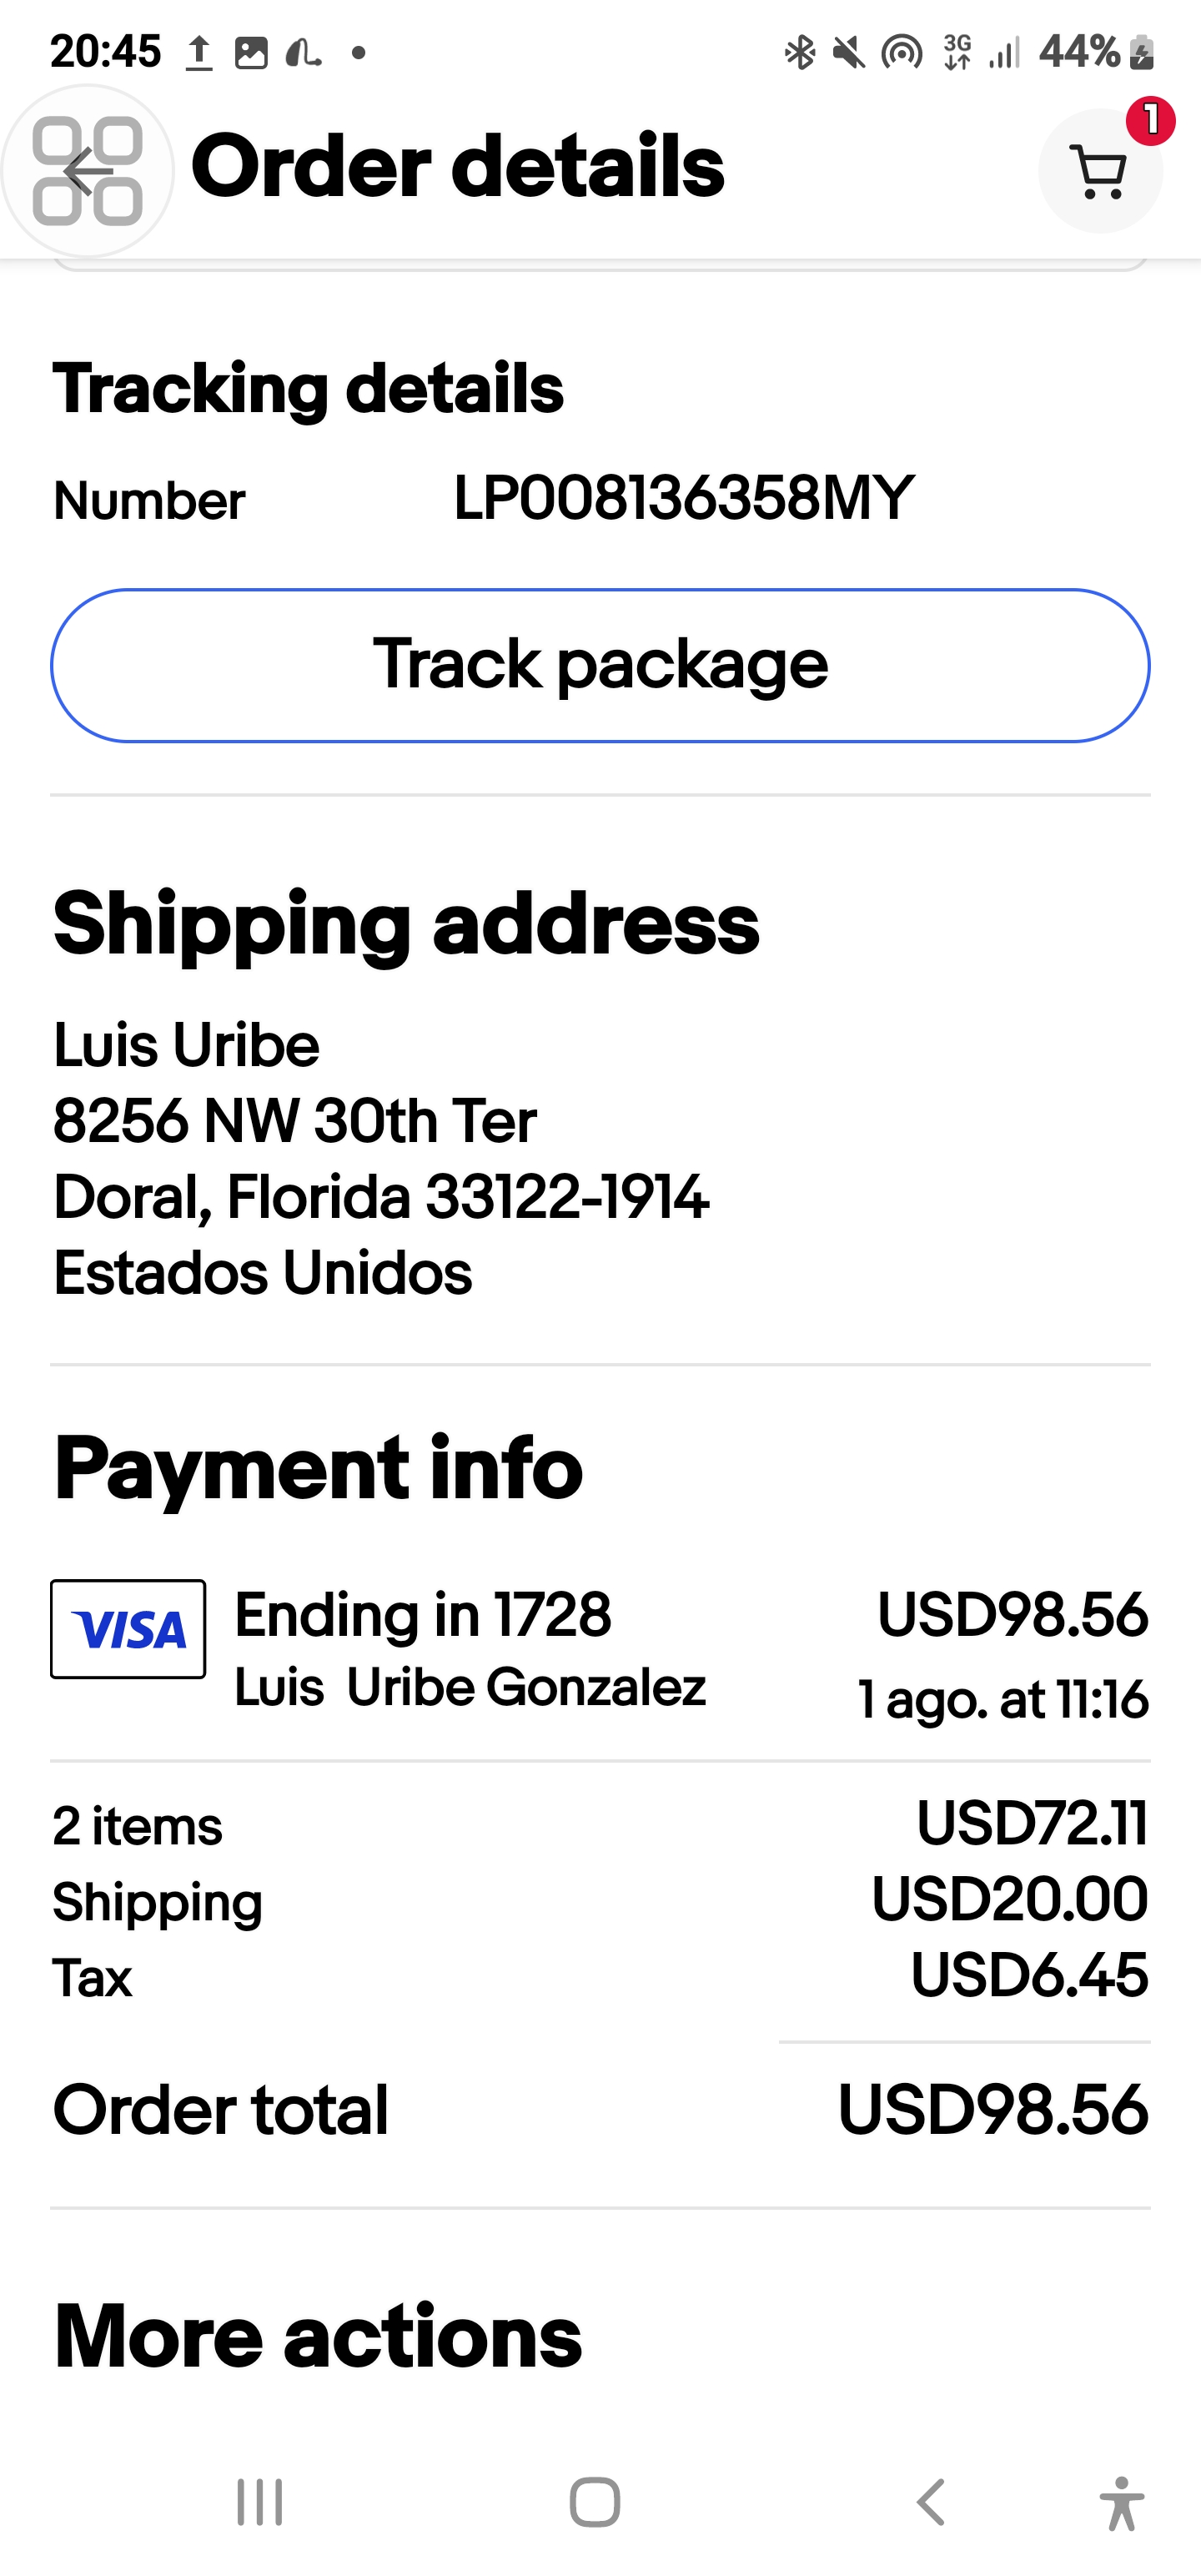 20:45
3G
44%
Order details
1
Tracking details
Number LP008136358MY
Track package
Shipping address
Luis Uribe
8256 NW 30th Ter
Doral, Florida 33122-1914
Estados Unidos
Payment info
VISA Ending in 1728 USD98.56
Luis Uribe Gonzalez 1 ago. at 11:16
2 items USD72.11
Shipping USD20.00
Tax USD6.45
Order total USD98.56
More actions